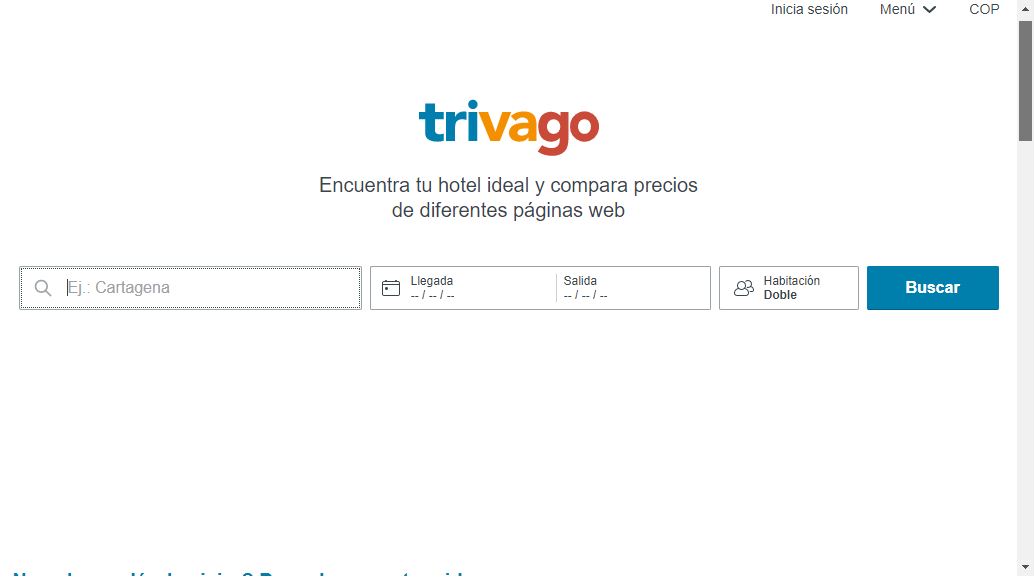 Inicia sesión Menú COP
trivago
Encuentra tu hotel ideal y compara precios
de diferentes páginas web
Ej.: Cartagena
Llegada
-- / -- / --
Salida
-- / -- / --
Habitación
Doble
Buscar